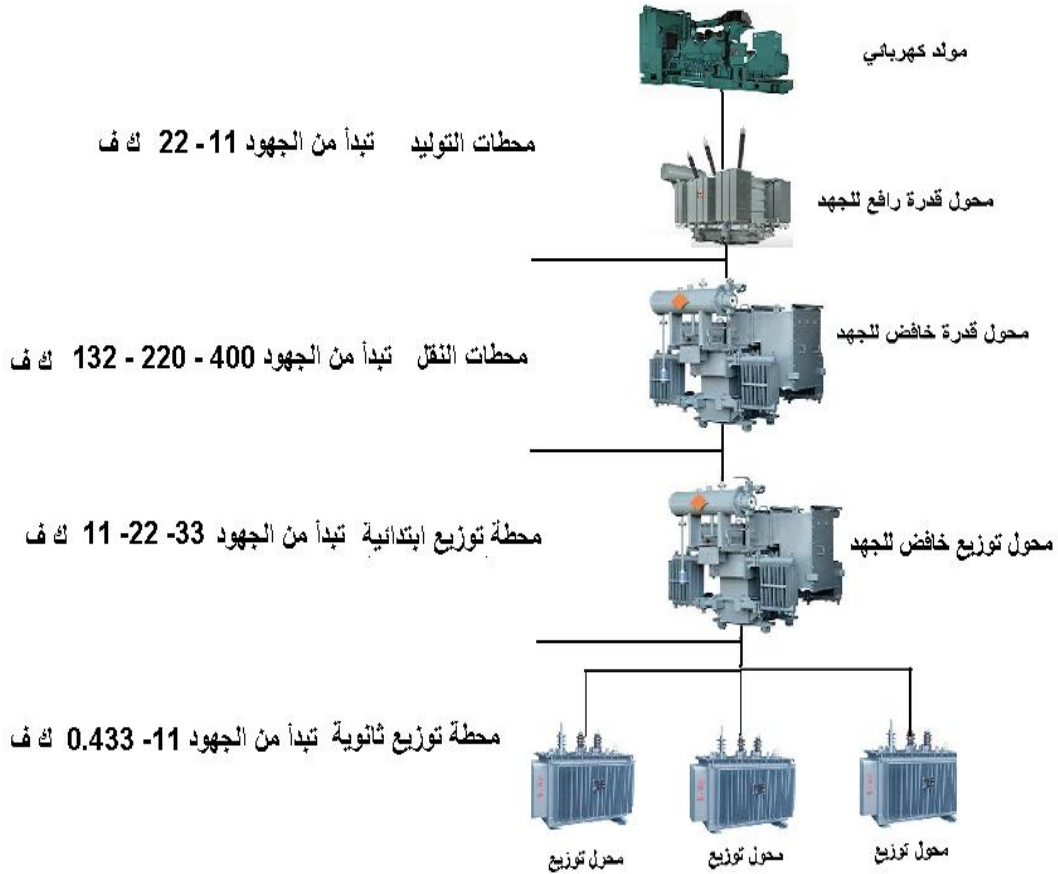 مولد كهربائي
محطات التوليد تبدأ من الجهود 11 - 22 ك ف
محول قدرة رافع للجهد
محول قدرة خافض للجهد
محطات النقل تبدأ من الجهود 400 - 220 - 132 ك ف
محطة توزيع ابتدائية تبدأ من الجهود 33- 22- 11 ك ف
محول توزيع خافض للجهد
محطة توزيع ثانوية تبدأ من الجهود 11- 0.433 ك ف
محول توزيع
محول توزيع
محول توزيع